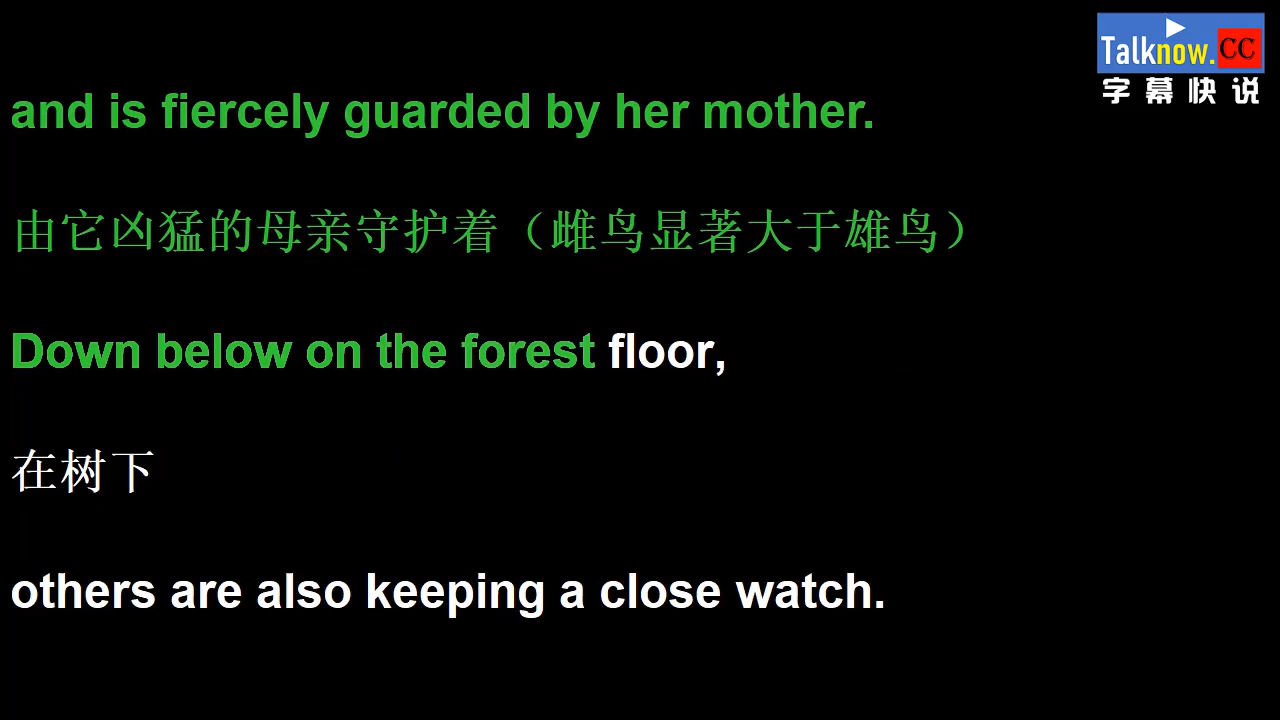 Talknow.CC
字幕快说
and is fiercely guarded by her mother.
由它凶猛的母亲守护着（雌鸟显著大于雄鸟）
Down below on the forest floor,
在树下
others are also keeping a close watch.